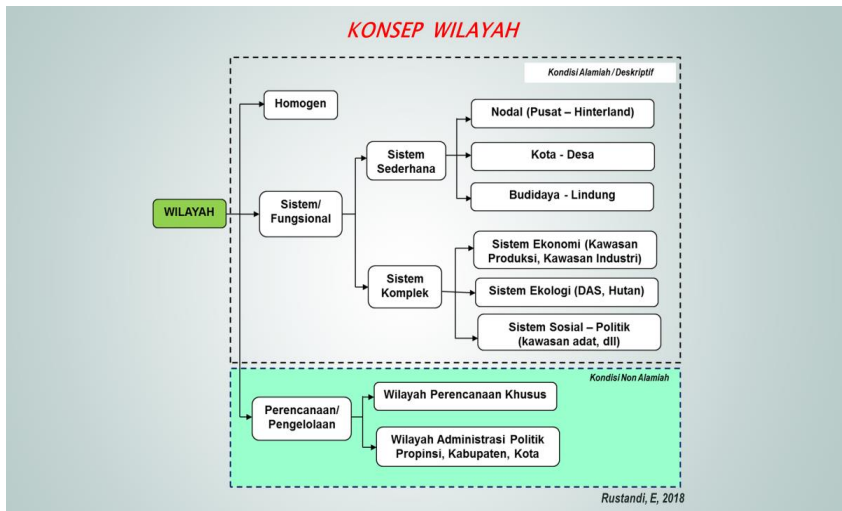 KONSEP WILAYAH
Kondisi Alamiah/Deskriptif
Homogen
Nodal (Pusat – Hinterland)
Sistem
Sederhana
Kota - Desa
Budidaya - Lindung
WILAYAH
Sistem/
Fungsional
Sistem Ekonomi (Kawasan
Produksi, Kawasan Industri)
Sistem
Komplek
Sistem Ekologi (DAS, Hutan)
Sistem Sosial – Politik
(kawasan adat, dll)
Kondisi Non Alamiah
Perencanaan/
Pengelolaan
Wilayah Perencanaan Khusus
Wilayah Administrasi Politik
Propinsi, Kabupaten, Kota
Rustandi, E, 2018